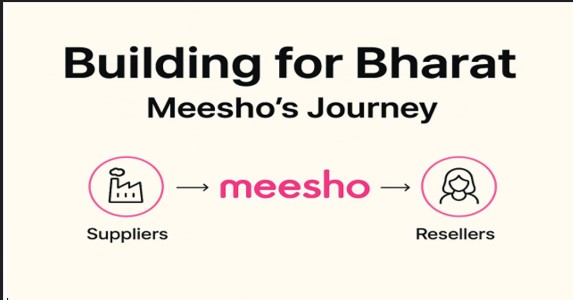 Building for Bharat
Meesho’s Journey
meesho
Suppliers
Resellers